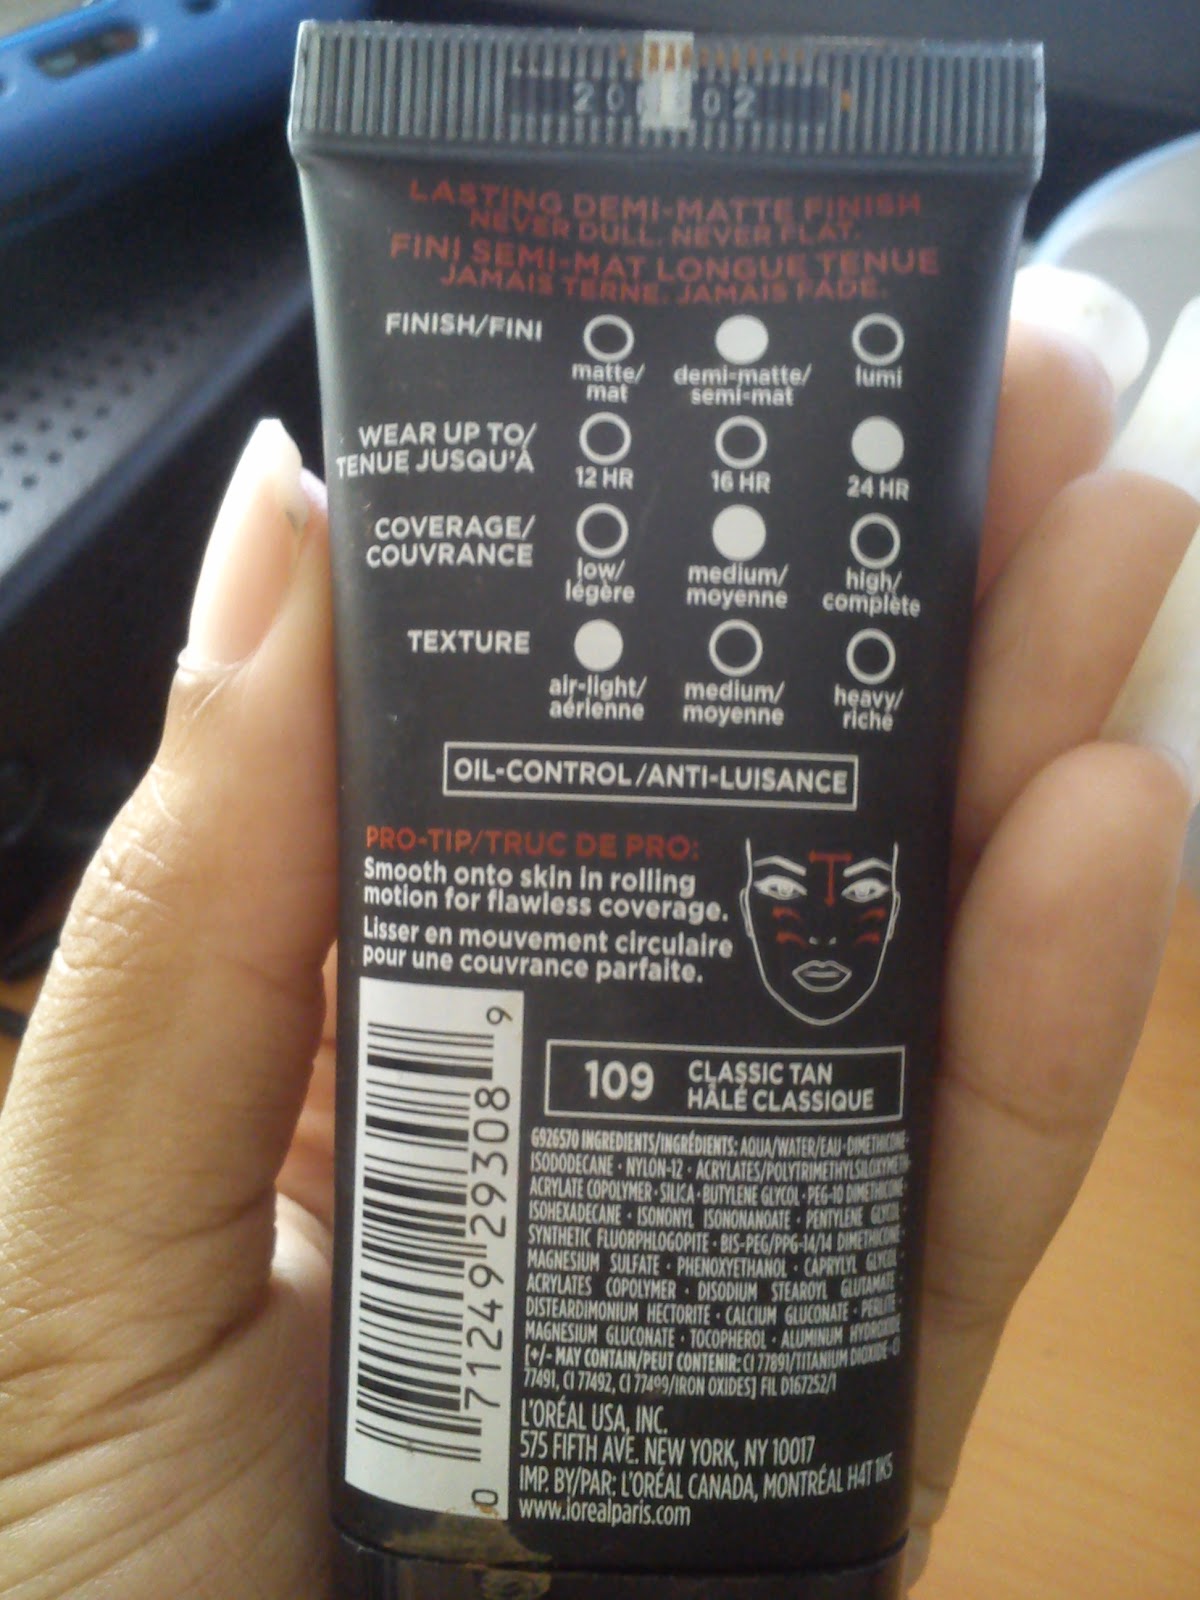 LASTING DEMI-MATTE FINISH
NEVER DULL. NEVER FLAT.
FINI SEMI-MAT LONGUE TENUE
JAMAIS TERNE. JAMAIS FADE.
FINISH/FINI
matte/ demi-matte/ lumi
mat semi-mat
WEAR UP TO/
TENUE JUSQU'À
12 HR 16 HR 24 HR
COVERAGE/
COUVRANCE
low/ medium/ high/
légère moyenne complète
TEXTURE
air-light/ medium/ heavy/
aérienne moyenne riche
OIL-CONTROL/ANTI-LUISANCE
PRO-TIP/TRUC DE PRO:
Smooth onto skin in rolling
motion for flawless coverage.
Lisser en mouvement circulaire
pour une couvrance parfaite.
0 71249 29308 9
109 CLASSIC TAN
HÂLÉ CLASSIQUE
G926570 INGREDIENTS/INGRÉDIENTS: AQUA/WATER/EAU · DIMETHICONE ·
ISODODECANE · NYLON-12 · ACRYLATES/POLYTRIMETHYLSILOXYMETH-
ACRYLATE COPOLYMER · SILICA · BUTYLENE GLYCOL · PEG-10 DIMETHICONE ·
ISOHEXADECANE · ISONONYL ISONONANOATE · PENTYLENE GLYCOL ·
SYNTHETIC FLUORPHLOGOPITE · BIS-PEG/PPG-14/14 DIMETHICONE ·
MAGNESIUM SULFATE · PHENOXYETHANOL · CAPRYLYL GLYCOL ·
ACRYLATES COPOLYMER · DISODIUM STEAROYL GLUTAMATE ·
DISTEARDIMONIUM HECTORITE · CALCIUM GLUCONATE · PERLITE ·
MAGNESIUM GLUCONATE · TOCOPHEROL · ALUMINUM HYDROXIDE
[+/- MAY CONTAIN/PEUT CONTENIR: CI 77891/TITANIUM DIOXIDE · CI
77491, CI 77492, CI 77499/IRON OXIDES] FIL D167252/1
L'ORÉAL USA, INC.
575 FIFTH AVE. NEW YORK, NY 10017
IMP. BY/PAR: L'ORÉAL CANADA, MONTRÉAL H4T 1K5
www.lorealparis.com